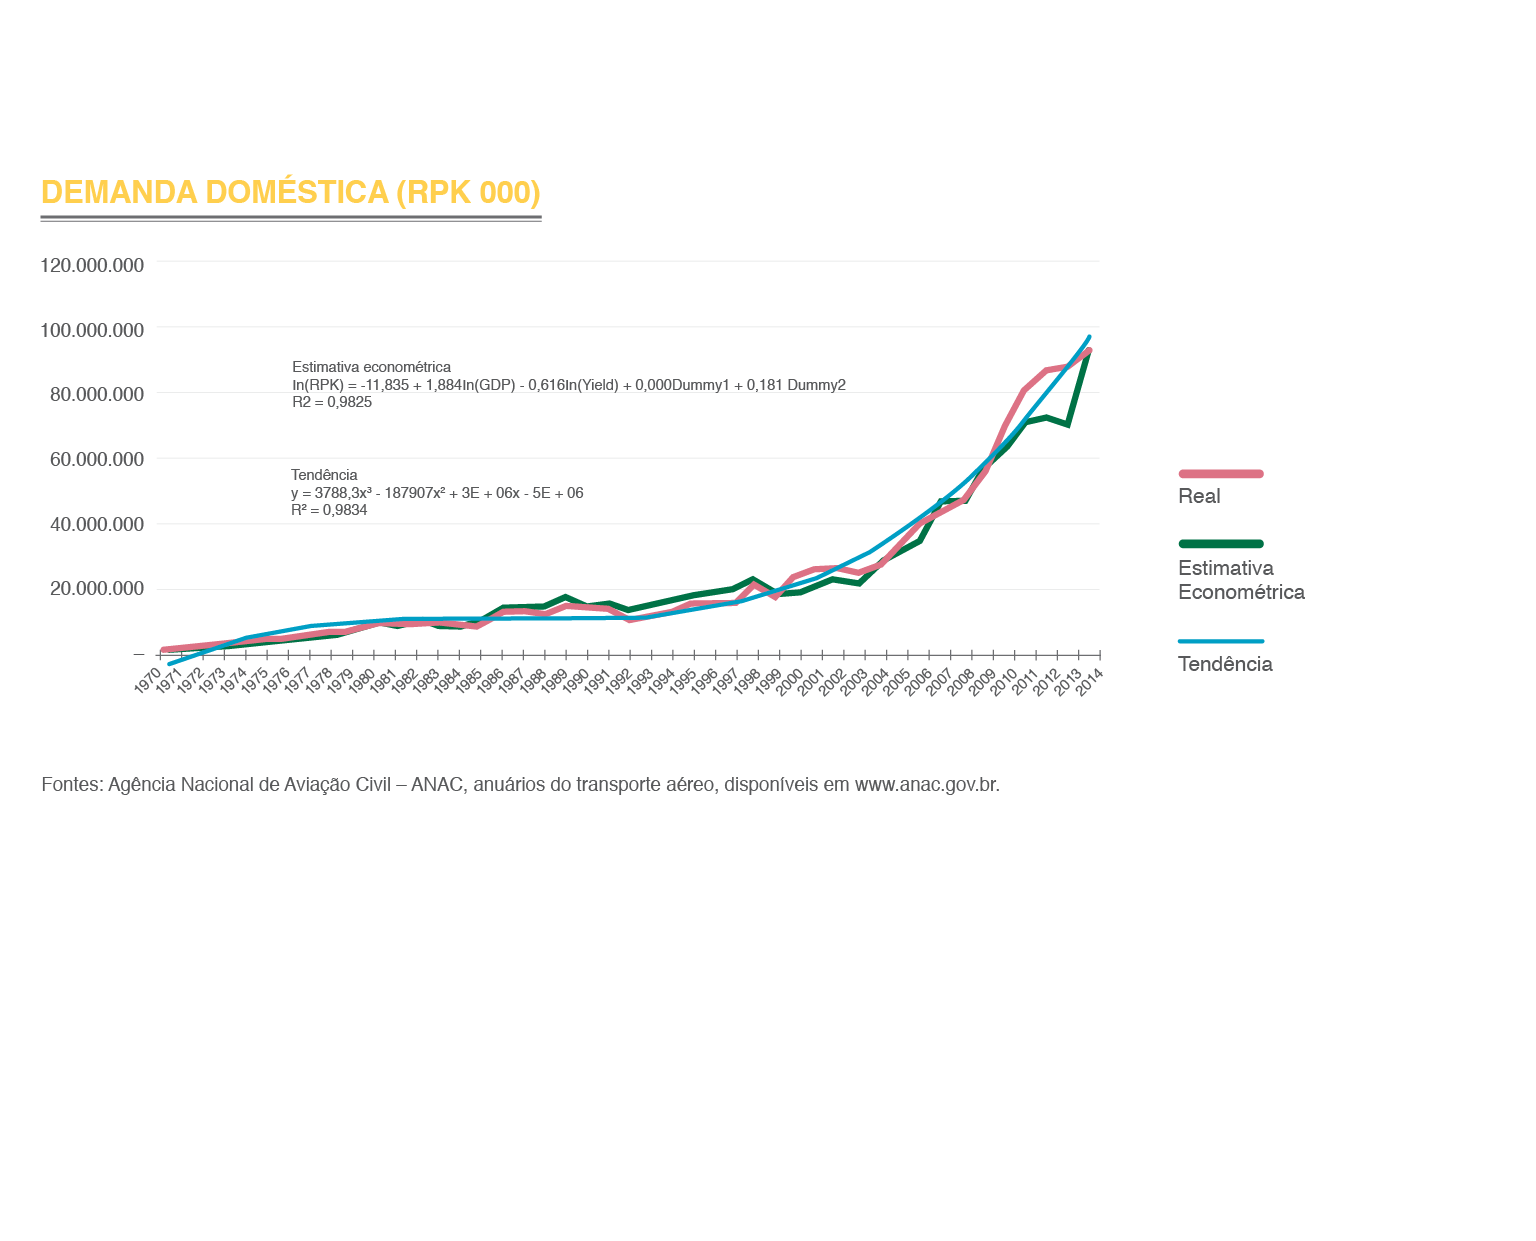 DEMANDA DOMÉSTICA (RPK 000)
120.000.000
100.000.000
Estimativa econométrica
ln(RPK) = -11,835 + 1,884ln(GDP) - 0,616ln(Yield) + 0,000Dummy1 + 0,181 Dummy2
R2 = 0,9825
80.000.000
60.000.000
Tendência
y = 3788,3x³ - 187907x² + 3E + 06x - 5E + 06
R² = 0,9834
40.000.000
20.000.000
–
1970 1971 1972 1973 1974 1975 1976 1977 1978 1979 1980 1981 1982 1983 1984 1985 1986 1987 1988 1989 1990 1991 1992 1993 1994 1995 1996 1997 1998 1999 2000 2001 2002 2003 2004 2005 2006 2007 2008 2009 2010 2011 2012 2013 2014
Real
Estimativa
Econométrica
Tendência
Fontes: Agência Nacional de Aviação Civil – ANAC, anuários do transporte aéreo, disponíveis em www.anac.gov.br.